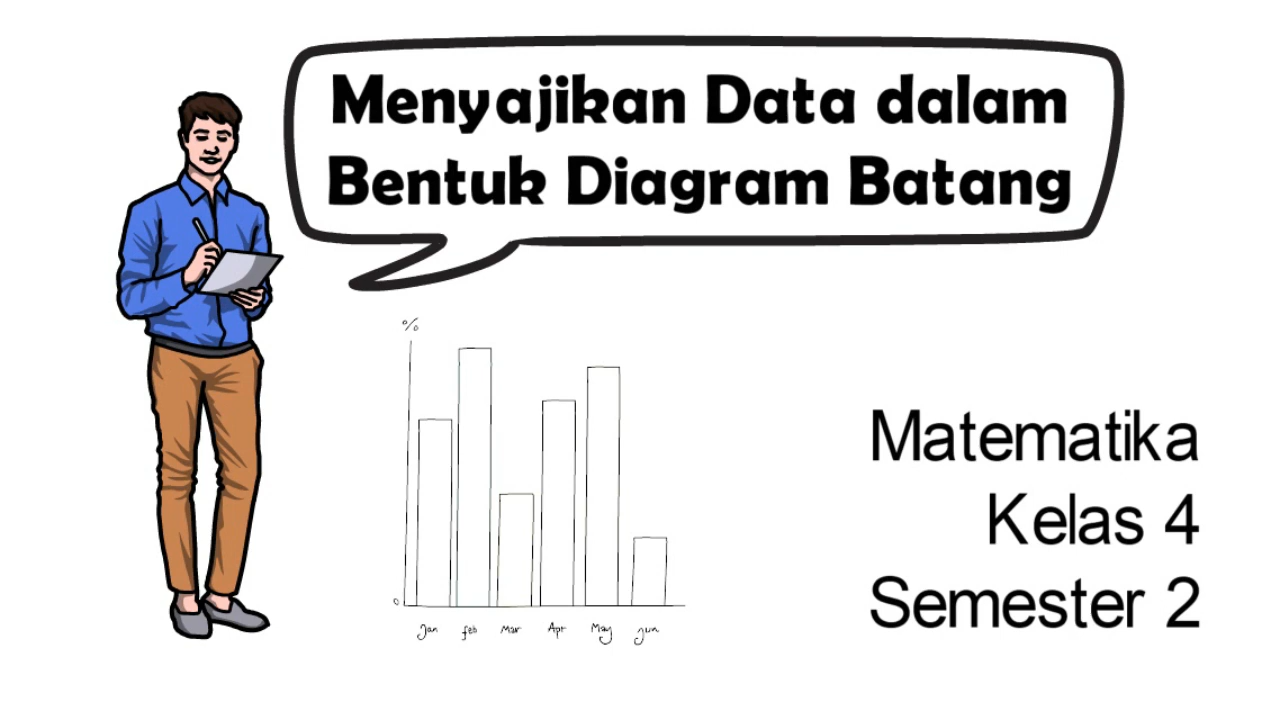 Menyajikan Data dalam
Bentuk Diagram Batang
%
0
Jan feb Mar Apr May Jun
Matematika
Kelas 4
Semester 2